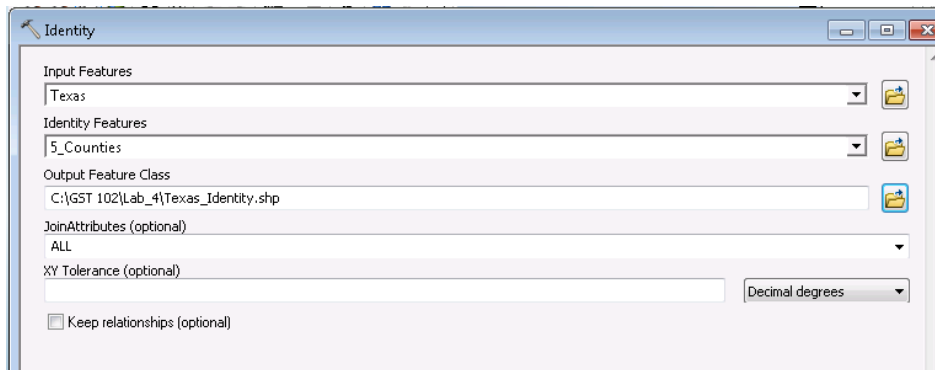 Identity
Input Features
Texas
Identity Features
5_Counties
Output Feature Class
C:\GST 102\Lab_4\Texas_Identity.shp
JoinAttributes (optional)
ALL
XY Tolerance (optional)
Decimal degrees
Keep relationships (optional)